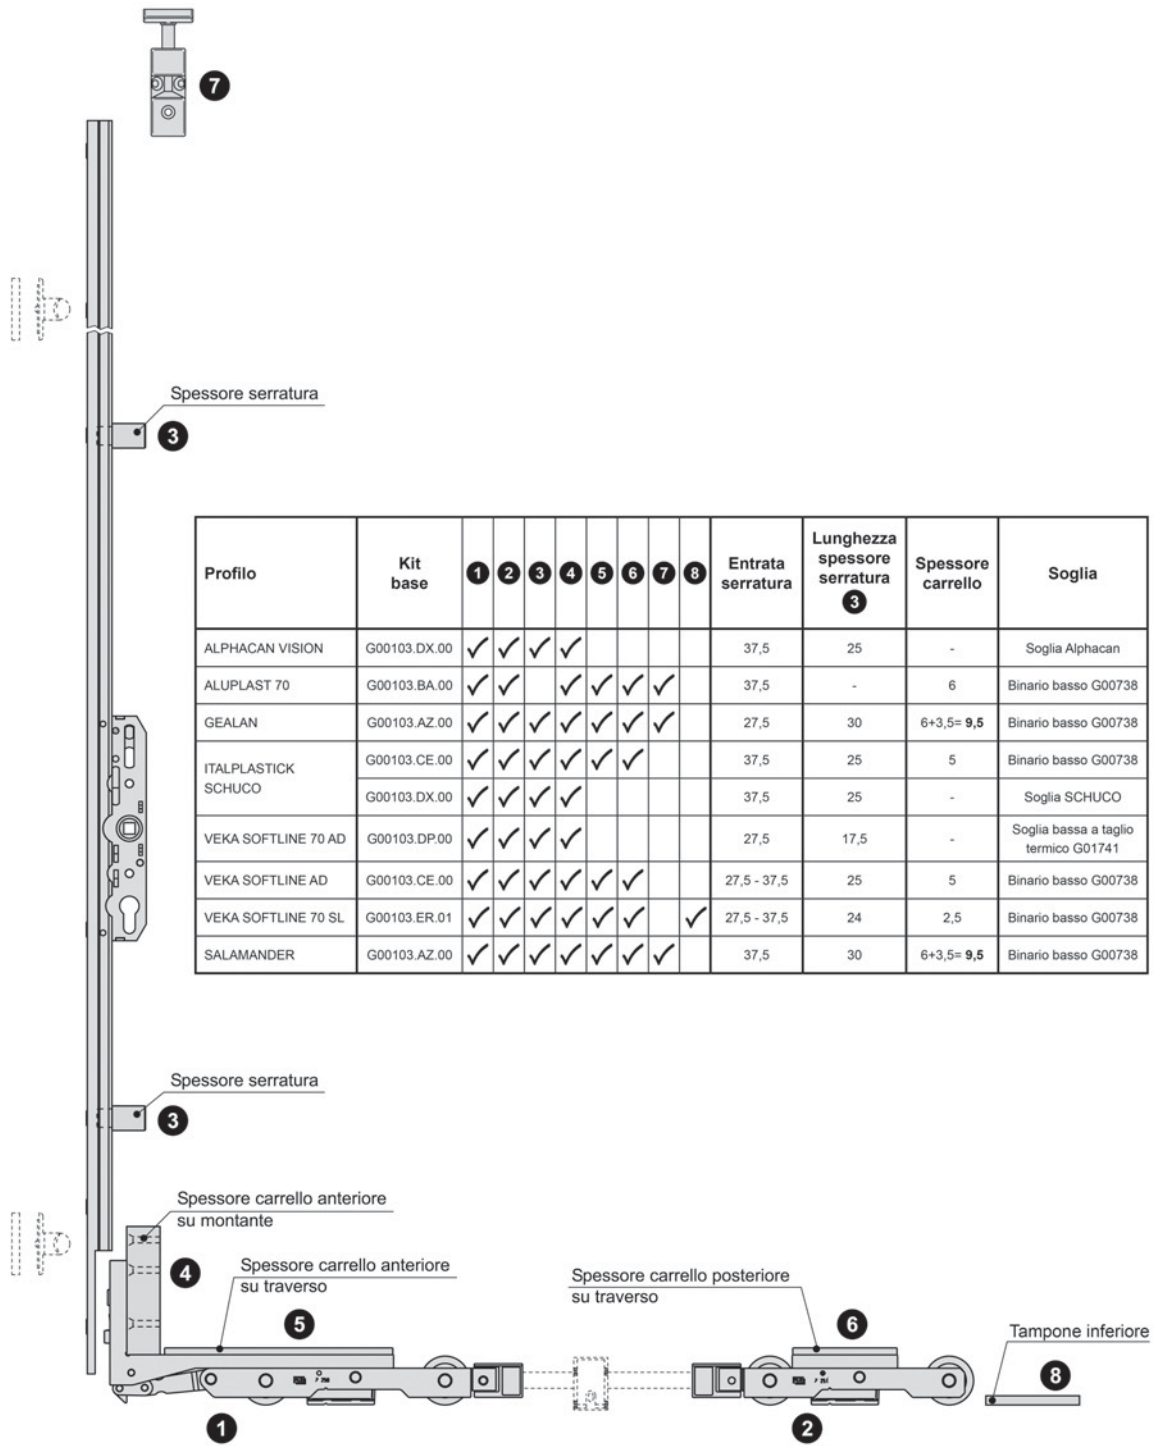 7
Spessore serratura
3
Profilo Kit base 1 2 3 4 5 6 7 8 Entrata serratura Lunghezza spessore serratura 3 Spessore carrello Soglia
ALPHACAN VISION G00103.DX.00 ✓ ✓ ✓ ✓ 37,5 25 - Soglia Alphacan
ALUPLAST 70 G00103.BA.00 ✓ ✓ ✓ ✓ ✓ ✓ 37,5 - 6 Binario basso G00738
GEALAN G00103.AZ.00 ✓ ✓ ✓ ✓ ✓ ✓ ✓ 27,5 30 6+3,5= 9,5 Binario basso G00738
ITALPLASTICK SCHUCO G00103.CE.00 ✓ ✓ ✓ ✓ ✓ ✓ 37,5 25 5 Binario basso G00738
G00103.DX.00 ✓ ✓ ✓ ✓ 37,5 25 - Soglia SCHUCO
VEKA SOFTLINE 70 AD G00103.DP.00 ✓ ✓ ✓ ✓ 27,5 17,5 - Soglia bassa a taglio termico G01741
VEKA SOFTLINE AD G00103.CE.00 ✓ ✓ ✓ ✓ ✓ ✓ 27,5 - 37,5 25 5 Binario basso G00738
VEKA SOFTLINE 70 SL G00103.ER.01 ✓ ✓ ✓ ✓ ✓ ✓ ✓ 27,5 - 37,5 24 2,5 Binario basso G00738
SALAMANDER G00103.AZ.00 ✓ ✓ ✓ ✓ ✓ ✓ ✓ 37,5 30 6+3,5= 9,5 Binario basso G00738
Spessore serratura
3
Spessore carrello anteriore
su montante
4
Spessore carrello anteriore
su traverso
5
Spessore carrello posteriore
su traverso
6
Tampone inferiore
8
1
2